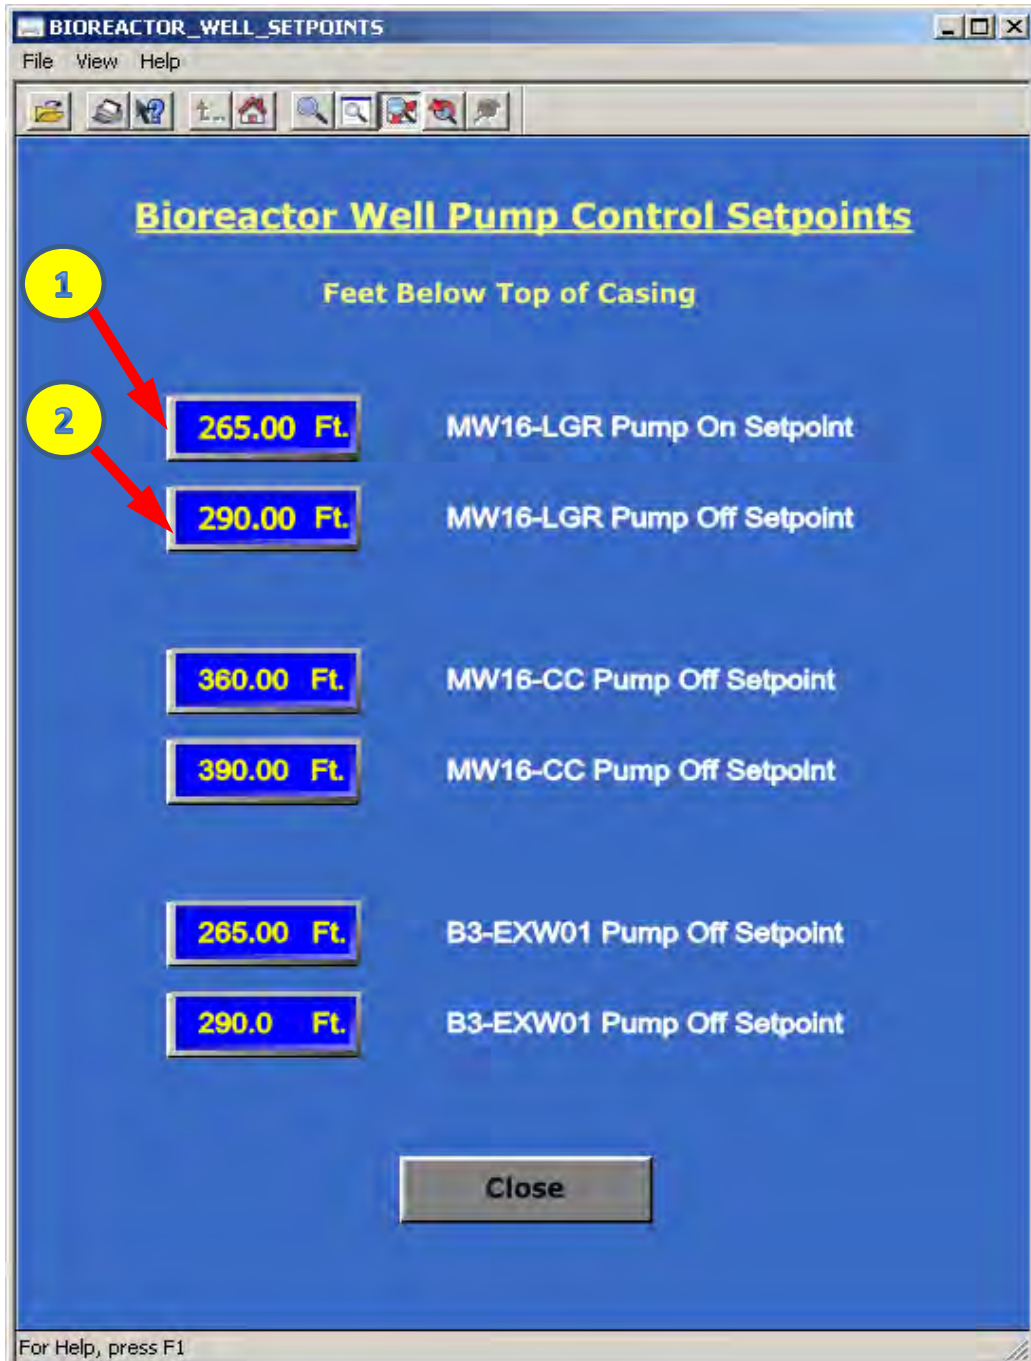 BIOREACTOR_WELL_SETPOINTS
File View Help
Bioreactor Well Pump Control Setpoints
Feet Below Top of Casing
1
265.00 Ft. MW16-LGR Pump On Setpoint
2
290.00 Ft. MW16-LGR Pump Off Setpoint
360.00 Ft. MW16-CC Pump Off Setpoint
390.00 Ft. MW16-CC Pump Off Setpoint
265.00 Ft. B3-EXW01 Pump Off Setpoint
290.0 Ft. B3-EXW01 Pump Off Setpoint
Close
For Help, press F1